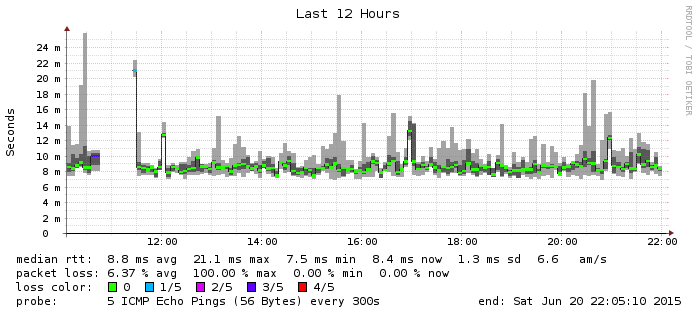 Last 12 Hours
RRDTOOL / TOBI OETIKER
Seconds
24 m
22 m
20 m
18 m
16 m
14 m
12 m
10 m
8 m
6 m
4 m
2 m
0
12:00 14:00 16:00 18:00 20:00 22:00
median rtt: 8.8 ms avg 21.1 ms max 7.5 ms min 8.4 ms now 1.3 ms sd 6.6 am/s
packet loss: 6.37 % avg 100.00 % max 0.00 % min 0.00 % now
loss color: 0 1/5 2/5 3/5 4/5
probe: 5 ICMP Echo Pings (56 Bytes) every 300s end: Sat Jun 20 22:05:10 2015